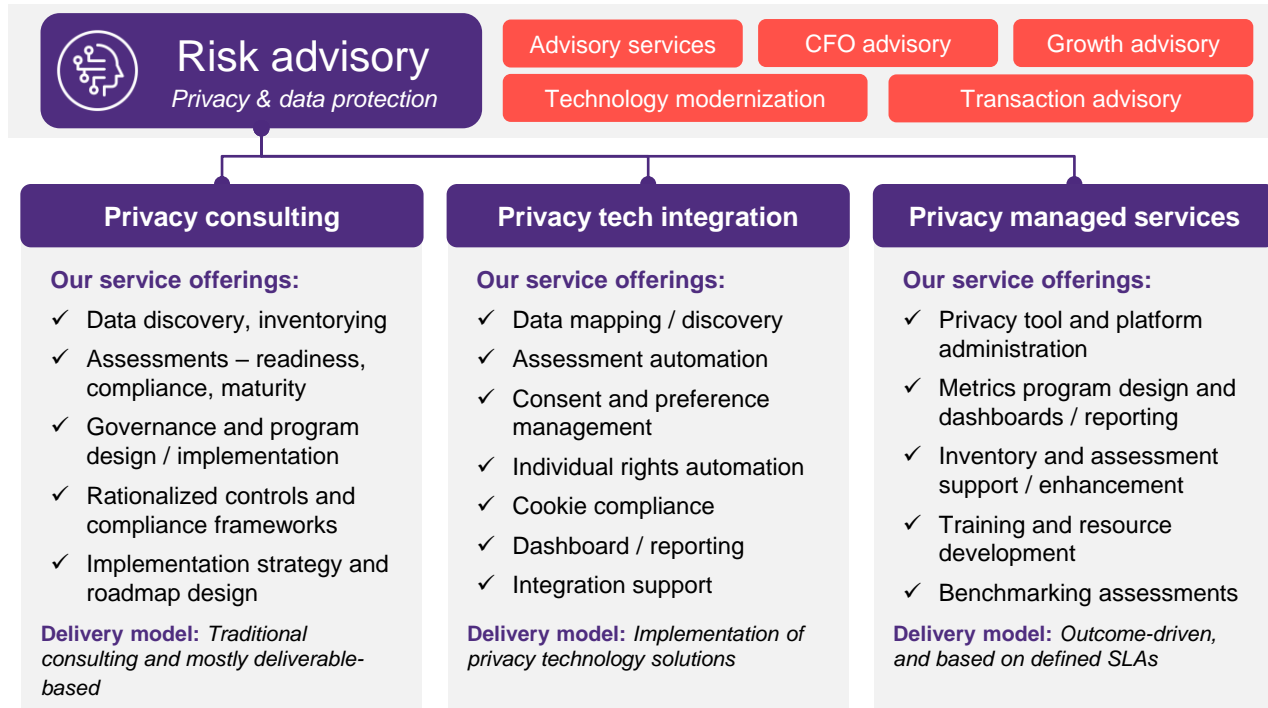 Risk advisory
Privacy & data protection
Advisory services
CFO advisory
Growth advisory
Technology modernization
Transaction advisory
Privacy consulting
Our service offerings:
✓ Data discovery, inventorying
✓ Assessments – readiness,
compliance, maturity
✓ Governance and program
design / implementation
✓ Rationalized controls and
compliance frameworks
✓ Implementation strategy and
roadmap design
Delivery model: Traditional
consulting and mostly deliverable-
based
Privacy tech integration
Our service offerings:
✓ Data mapping / discovery
✓ Assessment automation
✓ Consent and preference
management
✓ Individual rights automation
✓ Cookie compliance
✓ Dashboard / reporting
✓ Integration support
Delivery model: Implementation of
privacy technology solutions
Privacy managed services
Our service offerings:
✓ Privacy tool and platform
administration
✓ Metrics program design and
dashboards / reporting
✓ Inventory and assessment
support / enhancement
✓ Training and resource
development
✓ Benchmarking assessments
Delivery model: Outcome-driven,
and based on defined SLAs